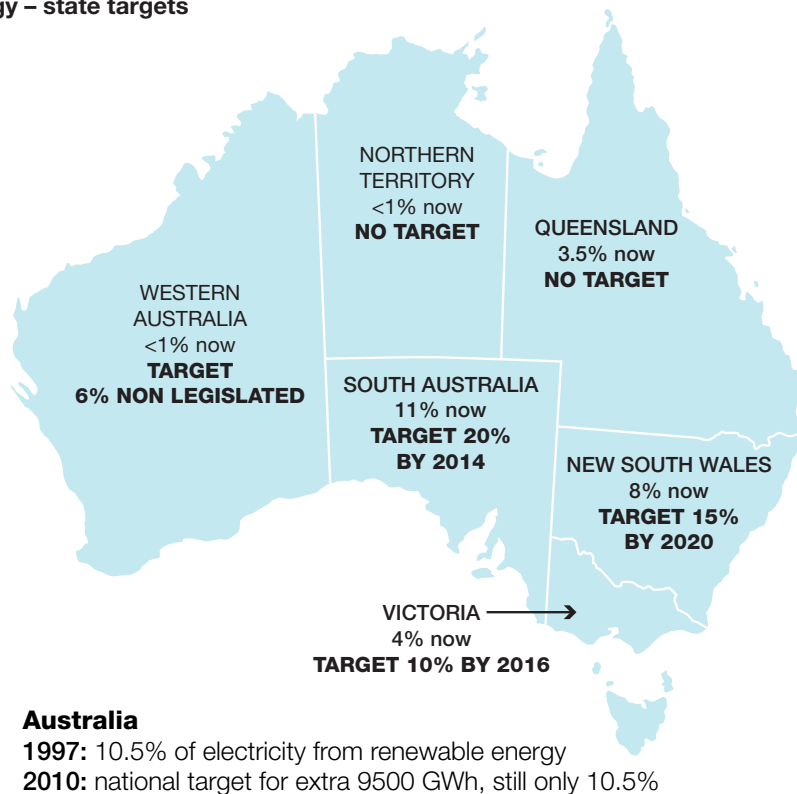 – state targets
NORTHERN
TERRITORY
<1% now
NO TARGET
QUEENSLAND
3.5% now
NO TARGET
WESTERN
AUSTRALIA
<1% now
TARGET
6% NON LEGISLATED
SOUTH AUSTRALIA
11% now
TARGET 20%
BY 2014
NEW SOUTH WALES
8% now
TARGET 15%
BY 2020
VICTORIA
4% now
TARGET 10% BY 2016
Australia
1997: 10.5% of electricity from renewable energy
2010: national target for extra 9500 GWh, still only 10.5%